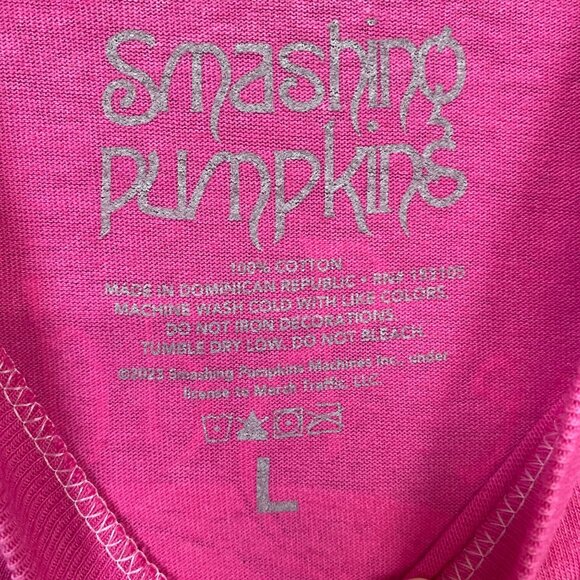 Smashing
Pumpkins
100% COTTON
MADE IN DOMINICAN REPUBLIC • RN# 153105
MACHINE WASH COLD WITH LIKE COLORS.
DO NOT IRON DECORATIONS.
TUMBLE DRY LOW. DO NOT BLEACH.
©2023 Smashing Pumpkins Machines Inc., under
license to Merch Traffic, LLC.
L